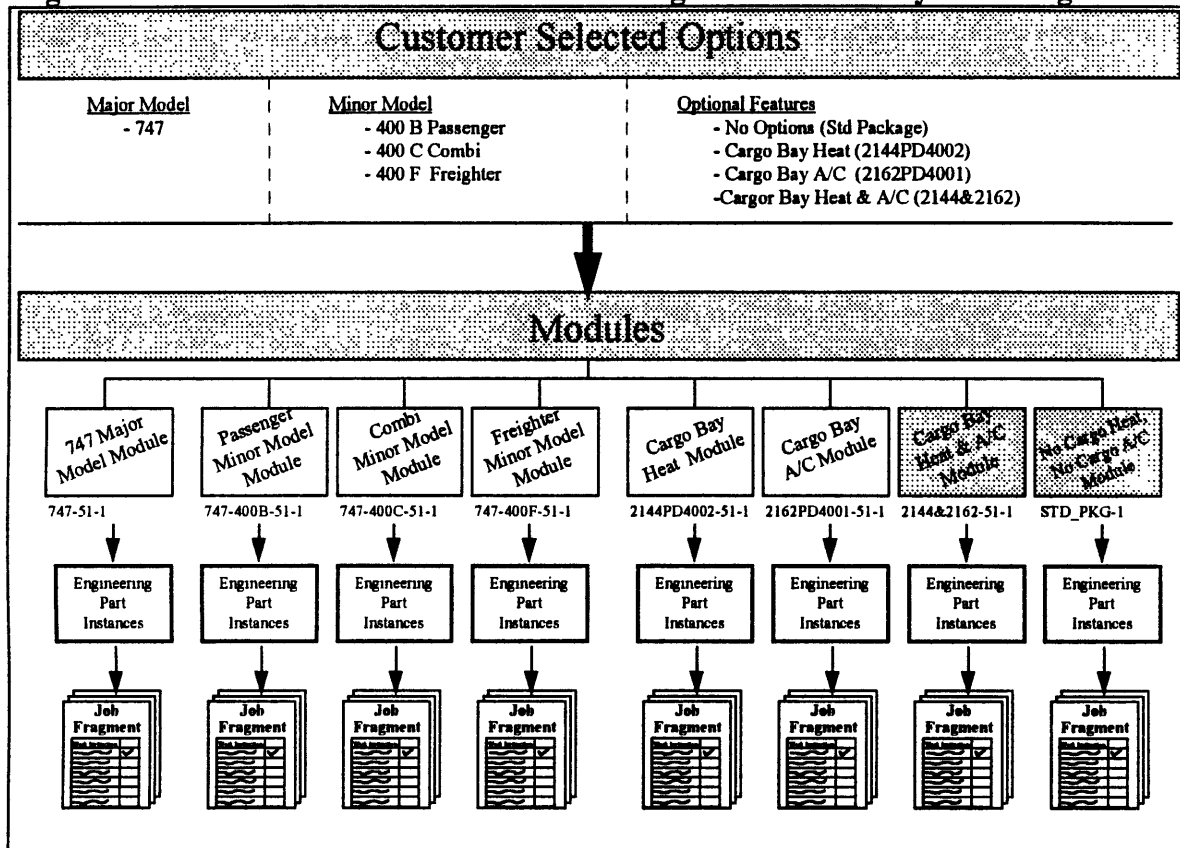 Customer Selected Options
Major Model
- 747
Minor Model
- 400 B Passenger
- 400 C Combi
- 400 F Freighter
Optional Features
- No Options (Std Package)
- Cargo Bay Heat (2144PD4002)
- Cargo Bay A/C (2162PD4001)
-Cargor Bay Heat & A/C (2144&2162)
Modules
747 Major
Model Module
747-51-1
Passenger
Minor Model
Module
747-400B-51-1
Combi
Minor Model
Module
747-400C-51-1
Freighter
Minor Model
Module
747-400F-51-1
Cargo Bay
Heat Module
2144PD4002-51-1
Cargo Bay
A/C Module
2162PD4001-51-1
Cargo Bay
Heat & A/C
Module
2144&2162-51-1
No Cargo Heat,
No Cargo A/C
Module
STD_PKG-1
Engineering
Part
Instances
Engineering
Part
Instances
Engineering
Part
Instances
Engineering
Part
Instances
Engineering
Part
Instances
Engineering
Part
Instances
Engineering
Part
Instances
Engineering
Part
Instances
Job
Fragment
Job
Fragment
Job
Fragment
Job
Fragment
Job
Fragment
Job
Fragment
Job
Fragment
Job
Fragment